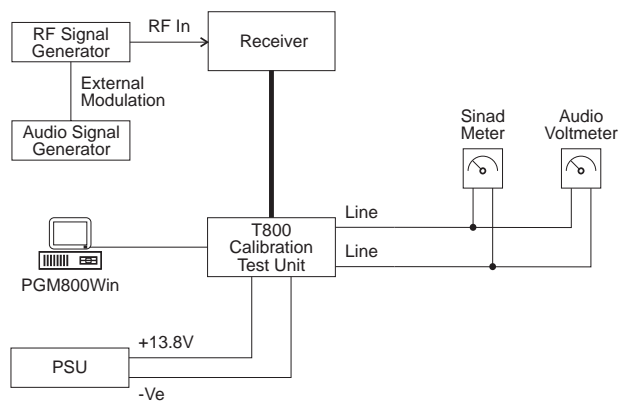 RF Signal
Generator
RF In
Receiver
External
Modulation
Audio Signal
Generator
Sinad
Meter
Audio
Voltmeter
T800
Calibration
Test Unit
Line
Line
PGM800Win
PSU
+13.8V
-Ve